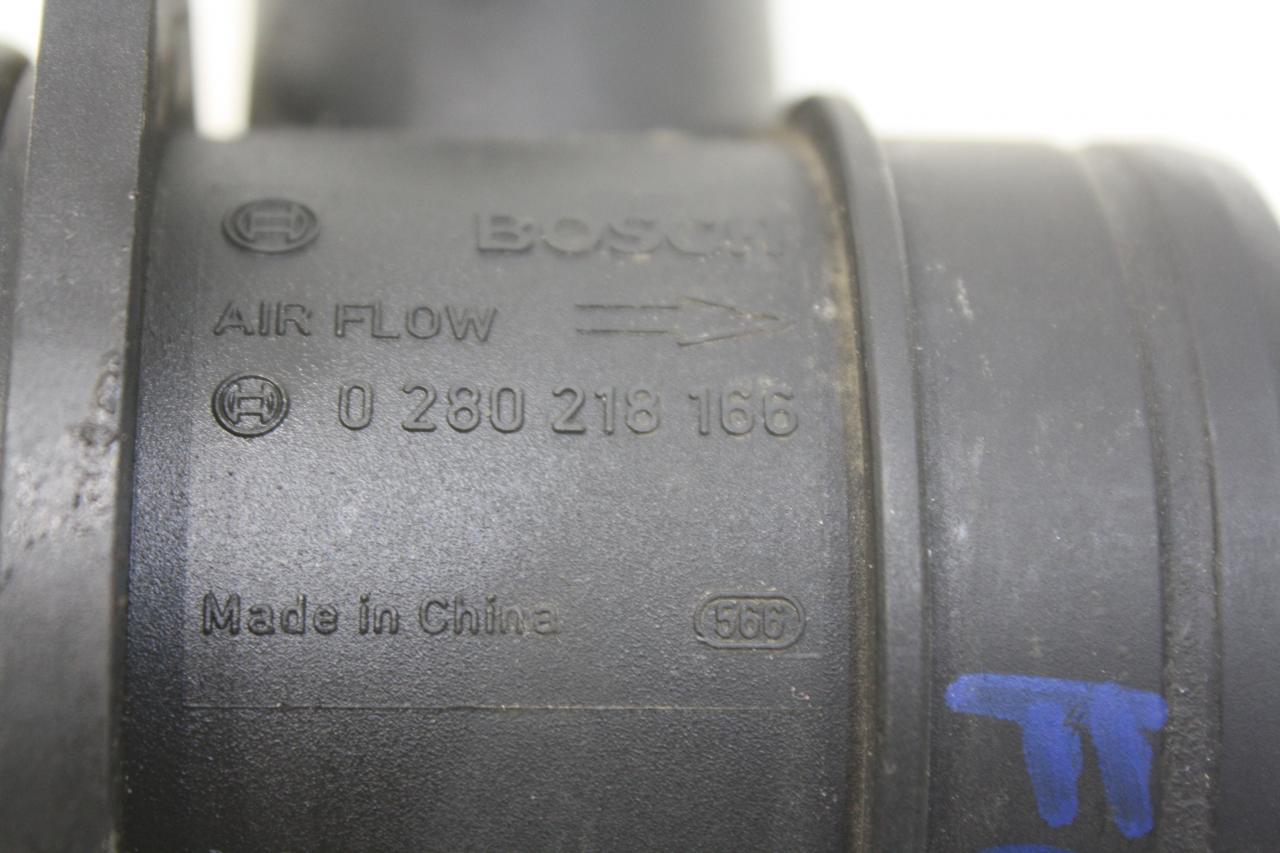 BOSCH
AIR FLOW
0 280 218 166
Made in China 566